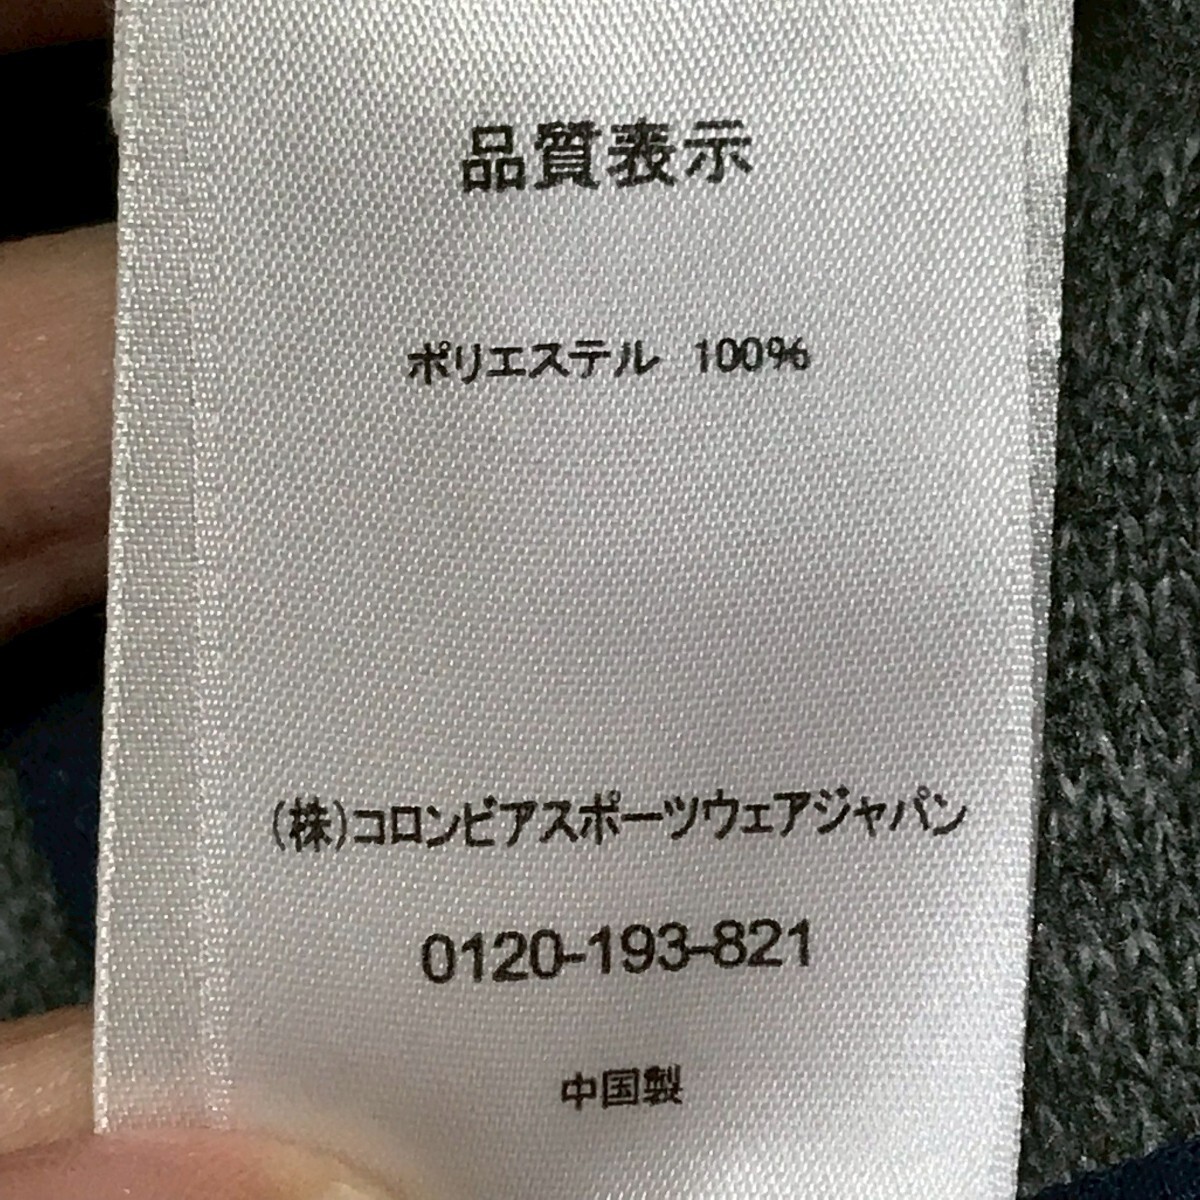 品質表示
ポリエステル 100%
(株)コロンビアスポーツウェアジャパン
0120-193-821
中国製